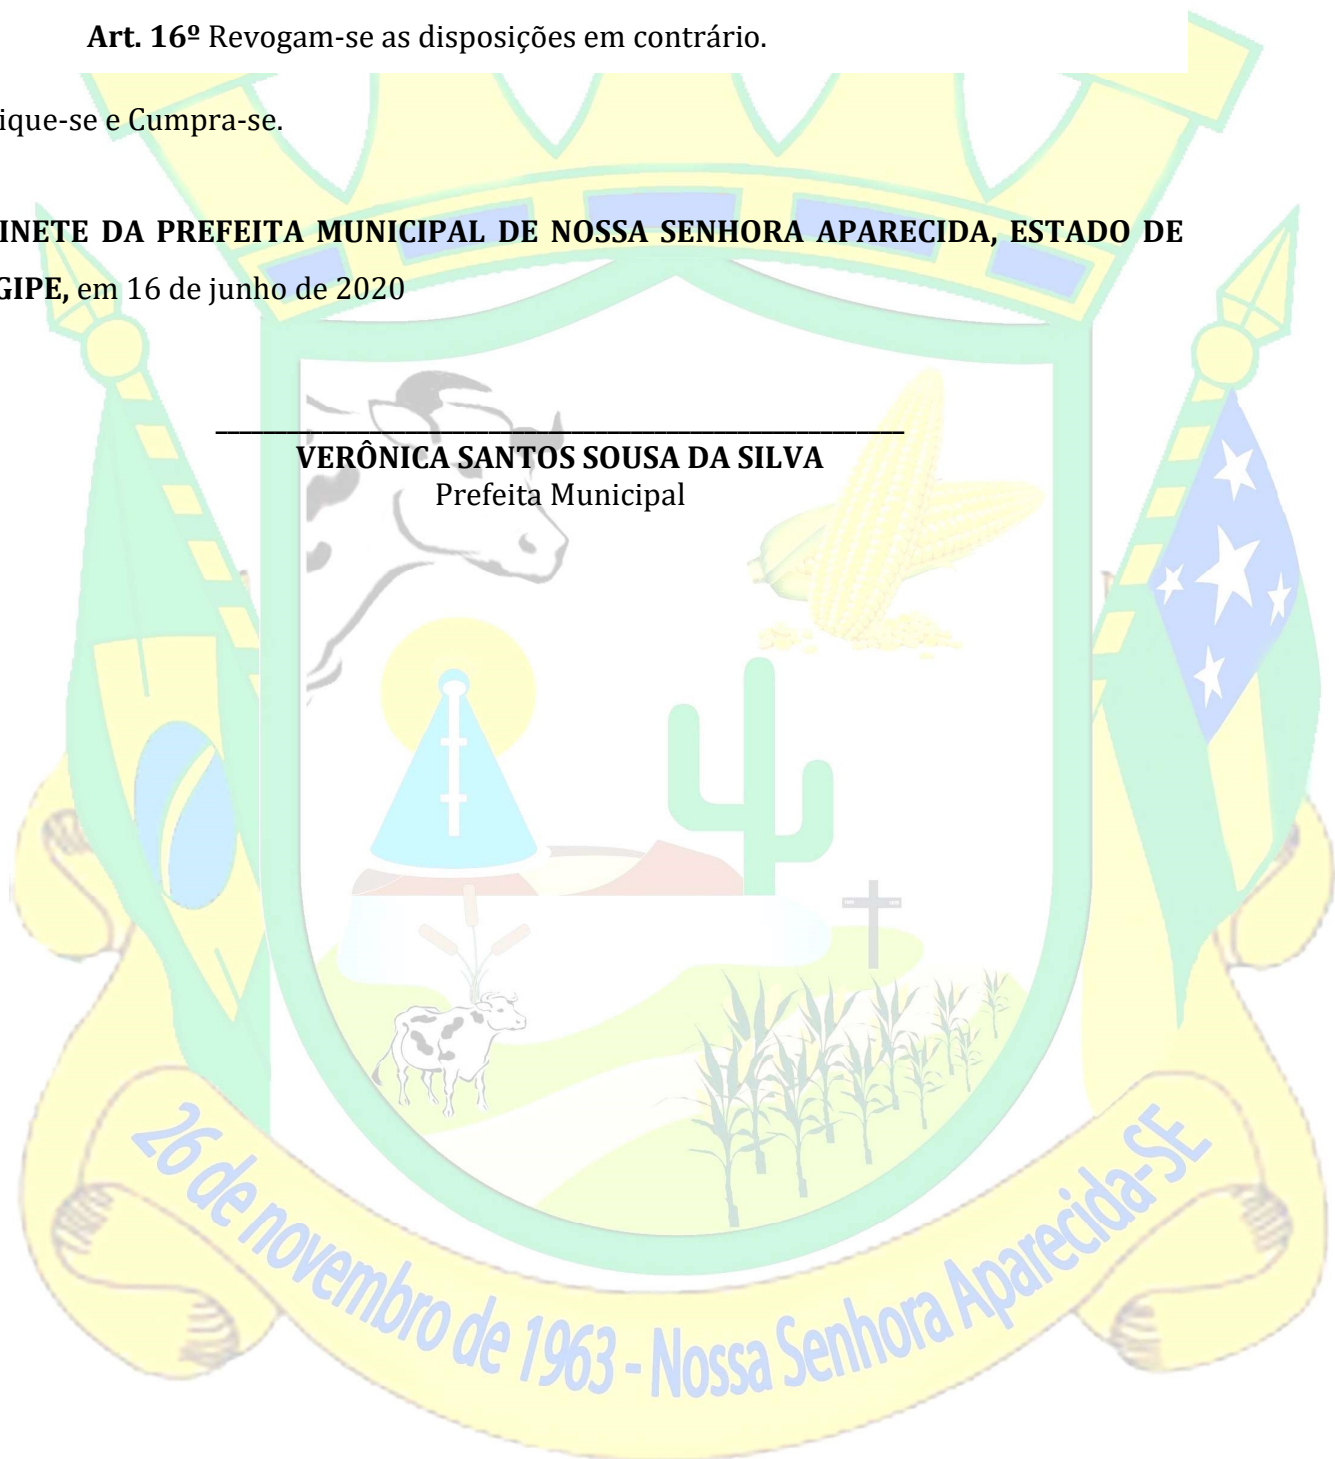 Art. 16º Revogam-se as disposições em contrário.
ique-se e Cumpra-se.
INETE DA PREFEITA MUNICIPAL DE NOSSA SENHORA APARECIDA, ESTADO DE
GIPE, em 16 de junho de 2020
VERÔNICA SANTOS SOUSA DA SILVA
Prefeita Municipal
26 de novembro de 1963 - Nossa Senhora Aparecida-SE